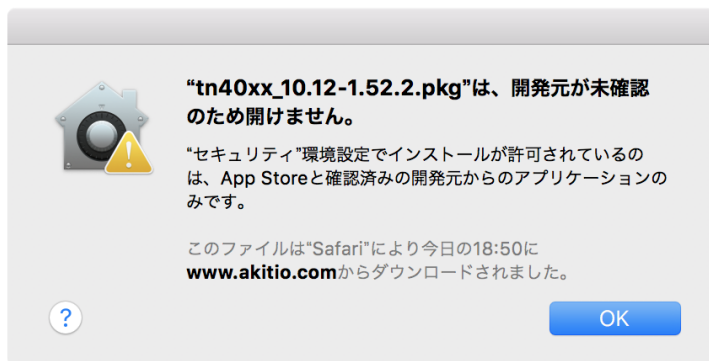 “tn40xx_10.12-1.52.2.pkg”は、開発元が未確認
のため開けません。
“セキュリティ”環境設定でインストールが許可されているの
は、App Storeと確認済みの開発元からのアプリケーションの
みです。
このファイルは“Safari”により今日の18:50に
www.akitio.comからダウンロードされました。
?
OK